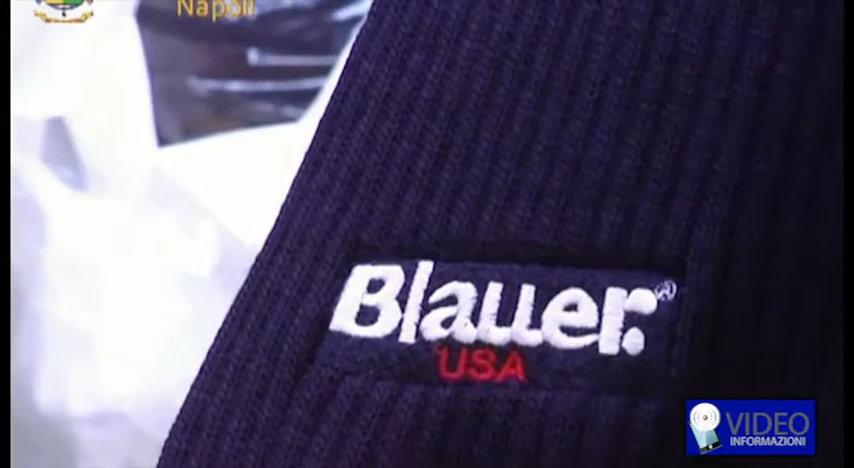 Napoli
Blauer.®
USA
VIDEO
INFORMAZIONI